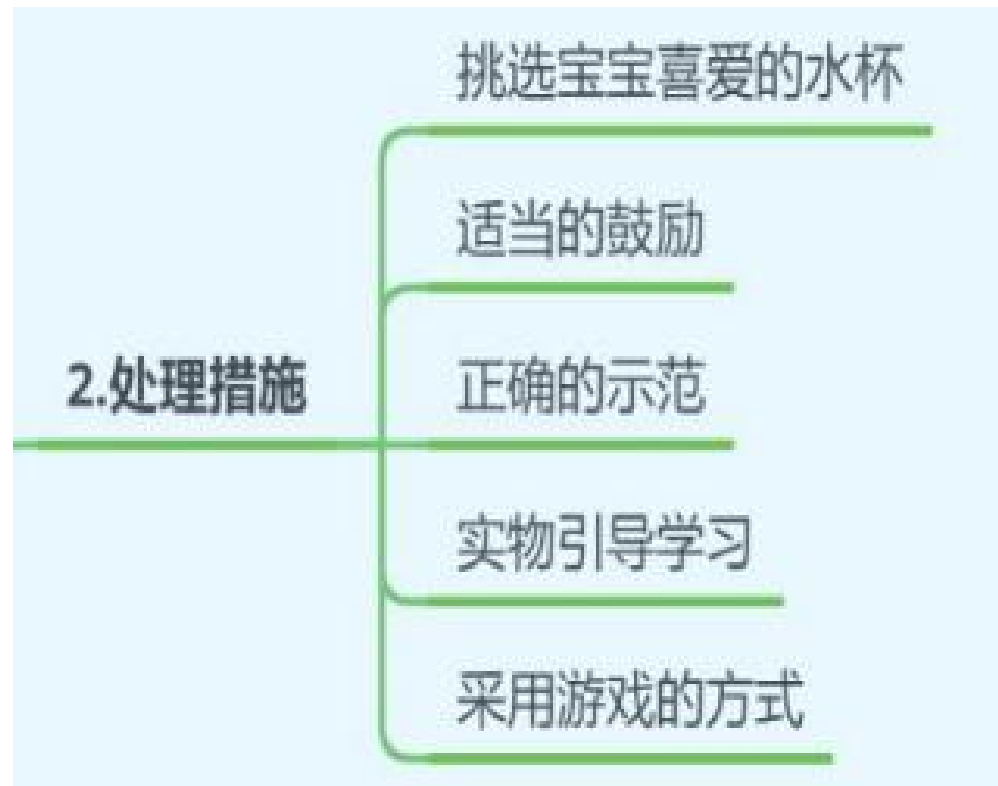 挑选宝宝喜爱的水杯
适当的鼓励
2.处理措施
正确的示范
实物引导学习
采用游戏的方式